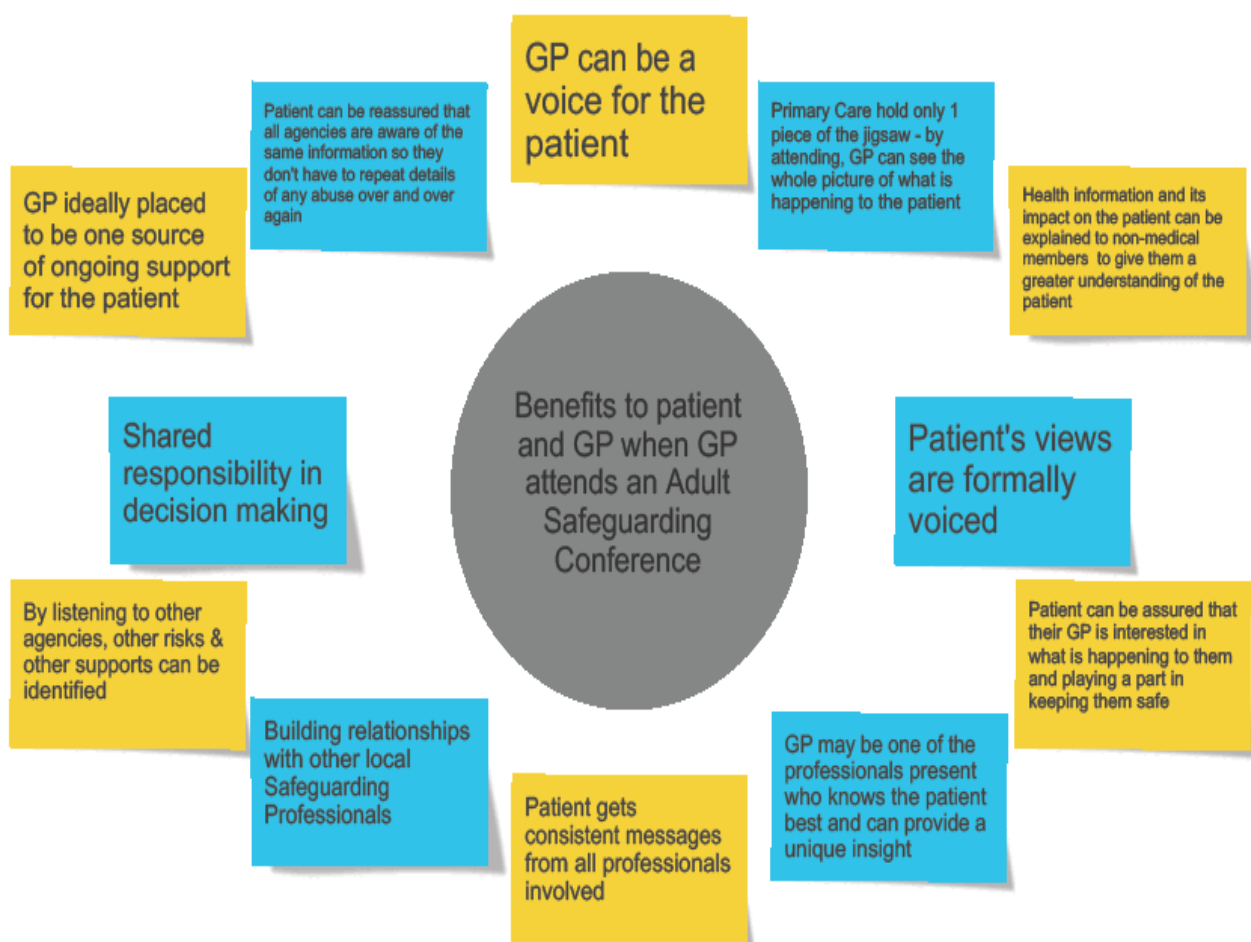 GP can be a
voice for the
patient
Patient can be reassured that
all agencies are aware of the
same information so they
don't have to repeat details
of any abuse over and over
again
Primary Care hold only 1
piece of the jigsaw - by
attending, GP can see the
whole picture of what is
happening to the patient
GP ideally placed
to be one source
of ongoing support
for the patient
Health information and its
impact on the patient can be
explained to non-medical
members to give them a
greater understanding of the
patient
Shared
responsibility in
decision making
Benefits to patient
and GP when GP
attends an Adult
Safeguarding
Conference
Patient's views
are formally
voiced
By listening to other
agencies, other risks &
other supports can be
identified
Patient can be assured that
their GP is interested in
what is happening to them
and playing a part in
keeping them safe
Building relationships
with other local
Safeguarding
Professionals
GP may be one of the
professionals present
who knows the patient
best and can provide a
unique insight
Patient gets
consistent messages
from all professionals
involved